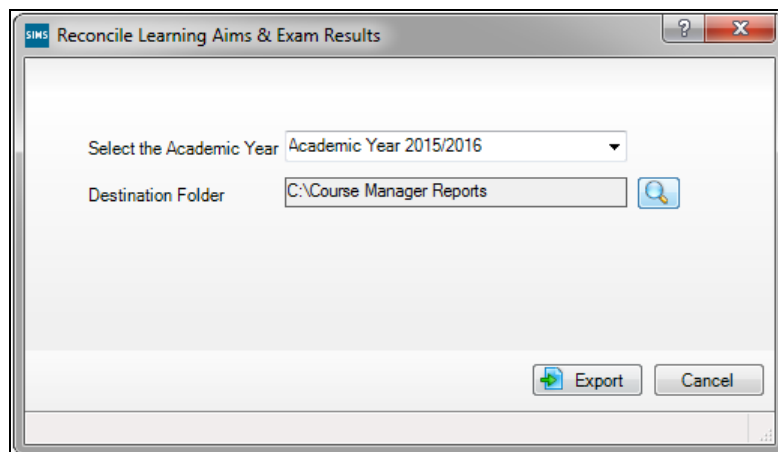 SIMS Reconcile Learning Aims & Exam Results ?
Select the Academic Year Academic Year 2015/2016
Destination Folder C:\Course Manager Reports
Export Cancel